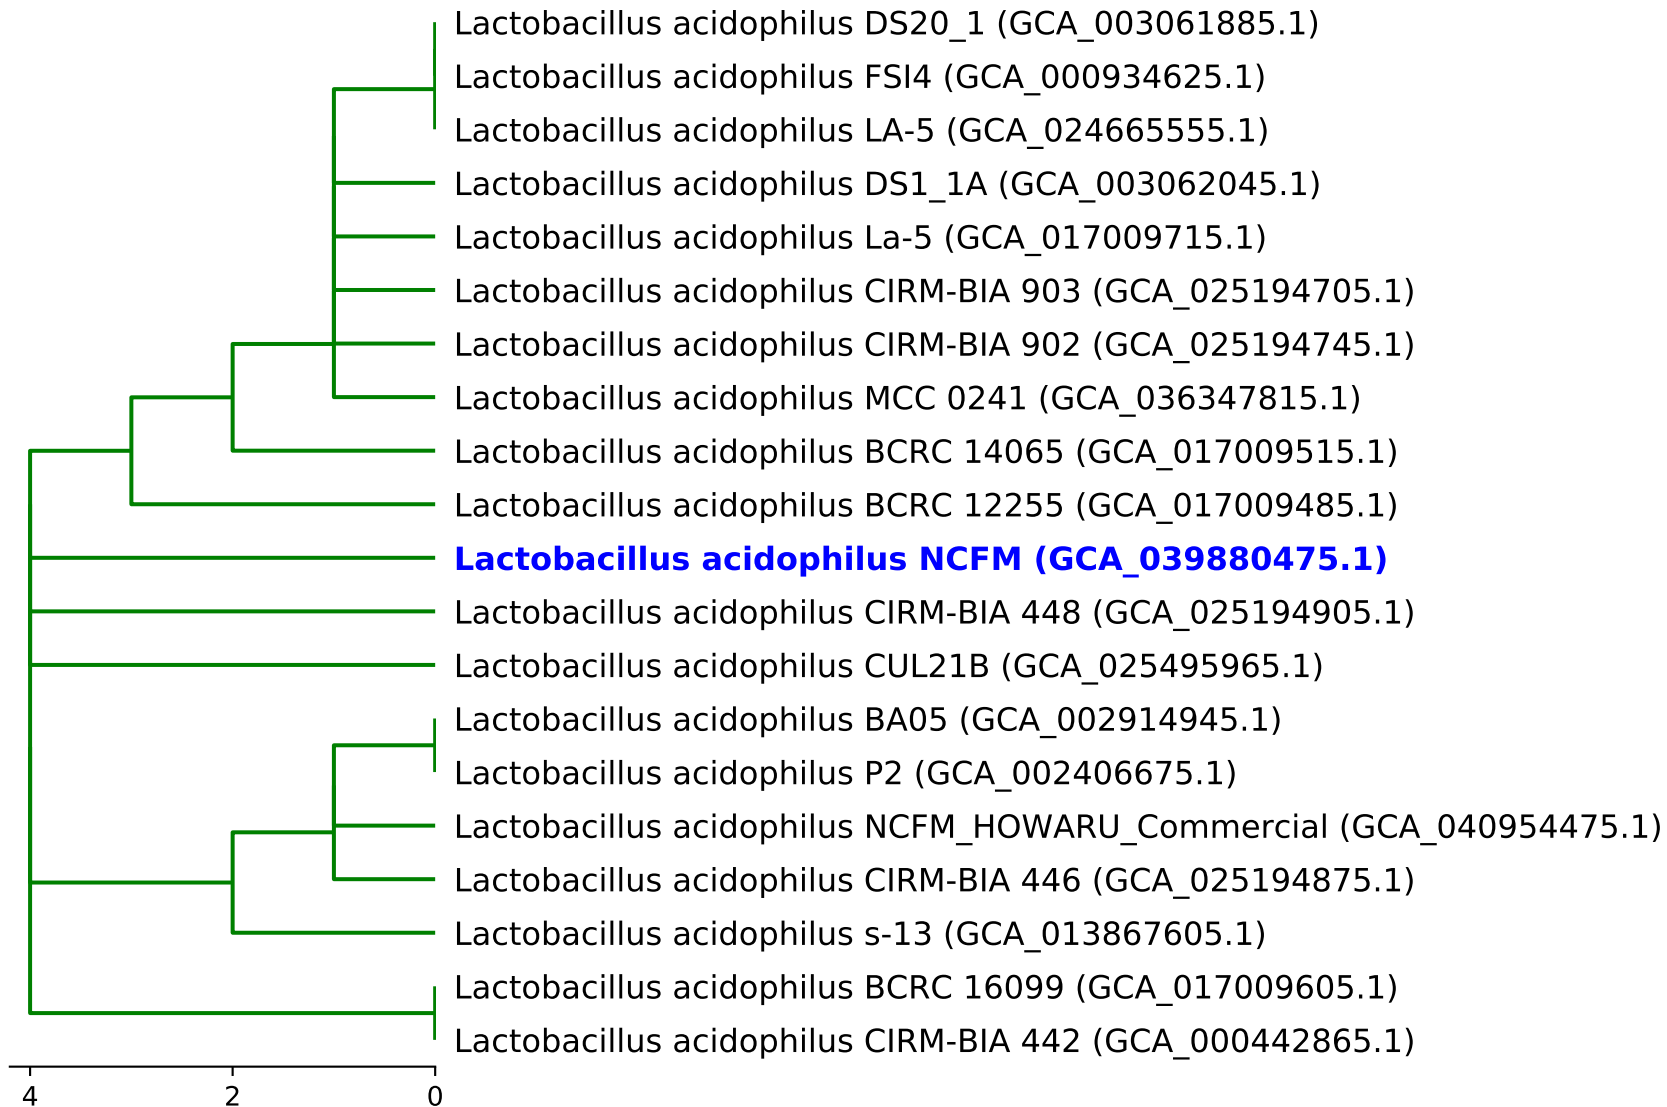 Lactobacillus acidophilus DS20_1 (GCA_003061885.1)
Lactobacillus acidophilus FSI4 (GCA_000934625.1)
Lactobacillus acidophilus LA-5 (GCA_024665555.1)
Lactobacillus acidophilus DS1_1A (GCA_003062045.1)
Lactobacillus acidophilus La-5 (GCA_017009715.1)
Lactobacillus acidophilus CIRM-BIA 903 (GCA_025194705.1)
Lactobacillus acidophilus CIRM-BIA 902 (GCA_025194745.1)
Lactobacillus acidophilus MCC 0241 (GCA_036347815.1)
Lactobacillus acidophilus BCRC 14065 (GCA_017009515.1)
Lactobacillus acidophilus BCRC 12255 (GCA_017009485.1)
Lactobacillus acidophilus NCFM (GCA_039880475.1)
Lactobacillus acidophilus CIRM-BIA 448 (GCA_025194905.1)
Lactobacillus acidophilus CUL21B (GCA_025495965.1)
Lactobacillus acidophilus BA05 (GCA_002914945.1)
Lactobacillus acidophilus P2 (GCA_002406675.1)
Lactobacillus acidophilus NCFM_HOWARU_Commercial (GCA_040954475.1)
Lactobacillus acidophilus CIRM-BIA 446 (GCA_025194875.1)
Lactobacillus acidophilus s-13 (GCA_013867605.1)
Lactobacillus acidophilus BCRC 16099 (GCA_017009605.1)
Lactobacillus acidophilus CIRM-BIA 442 (GCA_000442865.1)
4 2 0